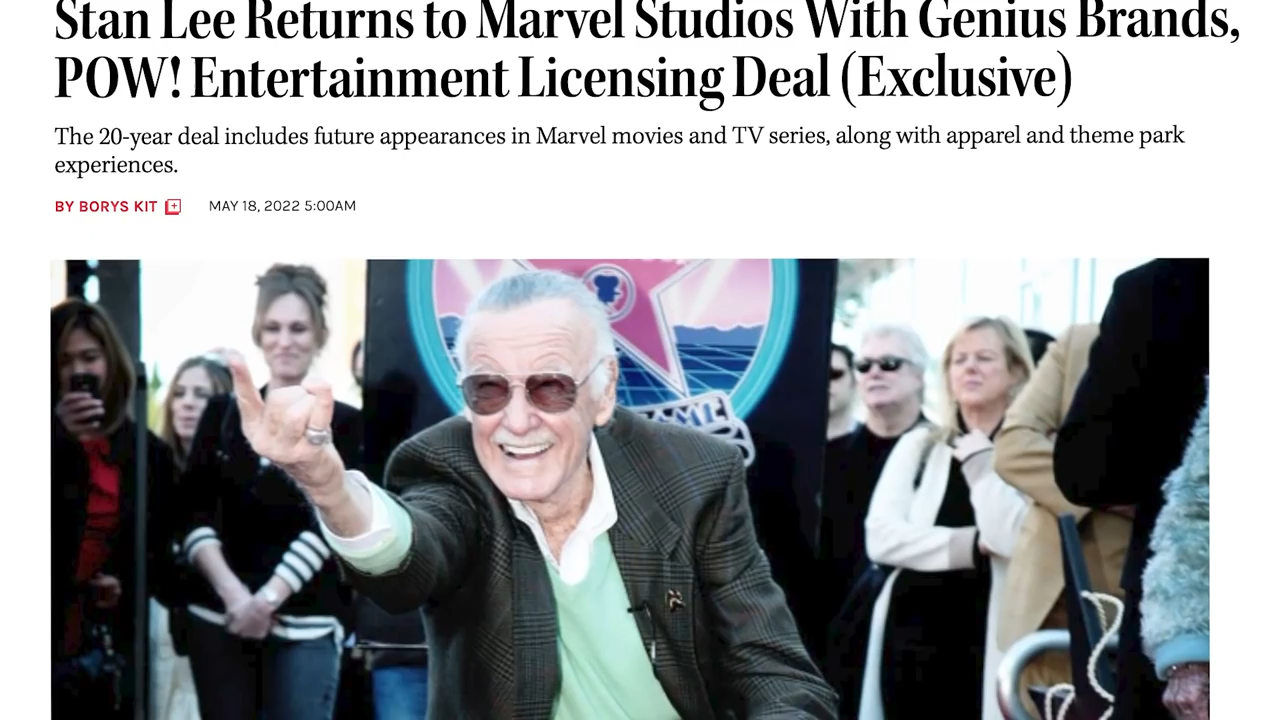 Stan Lee Returns to Marvel Studios With Genius Brands,
POW! Entertainment Licensing Deal (Exclusive)
The 20-year deal includes future appearances in Marvel movies and TV series, along with apparel and theme park
experiences.
BY BORYS KIT MAY 18, 2022 5:00AM
FAME